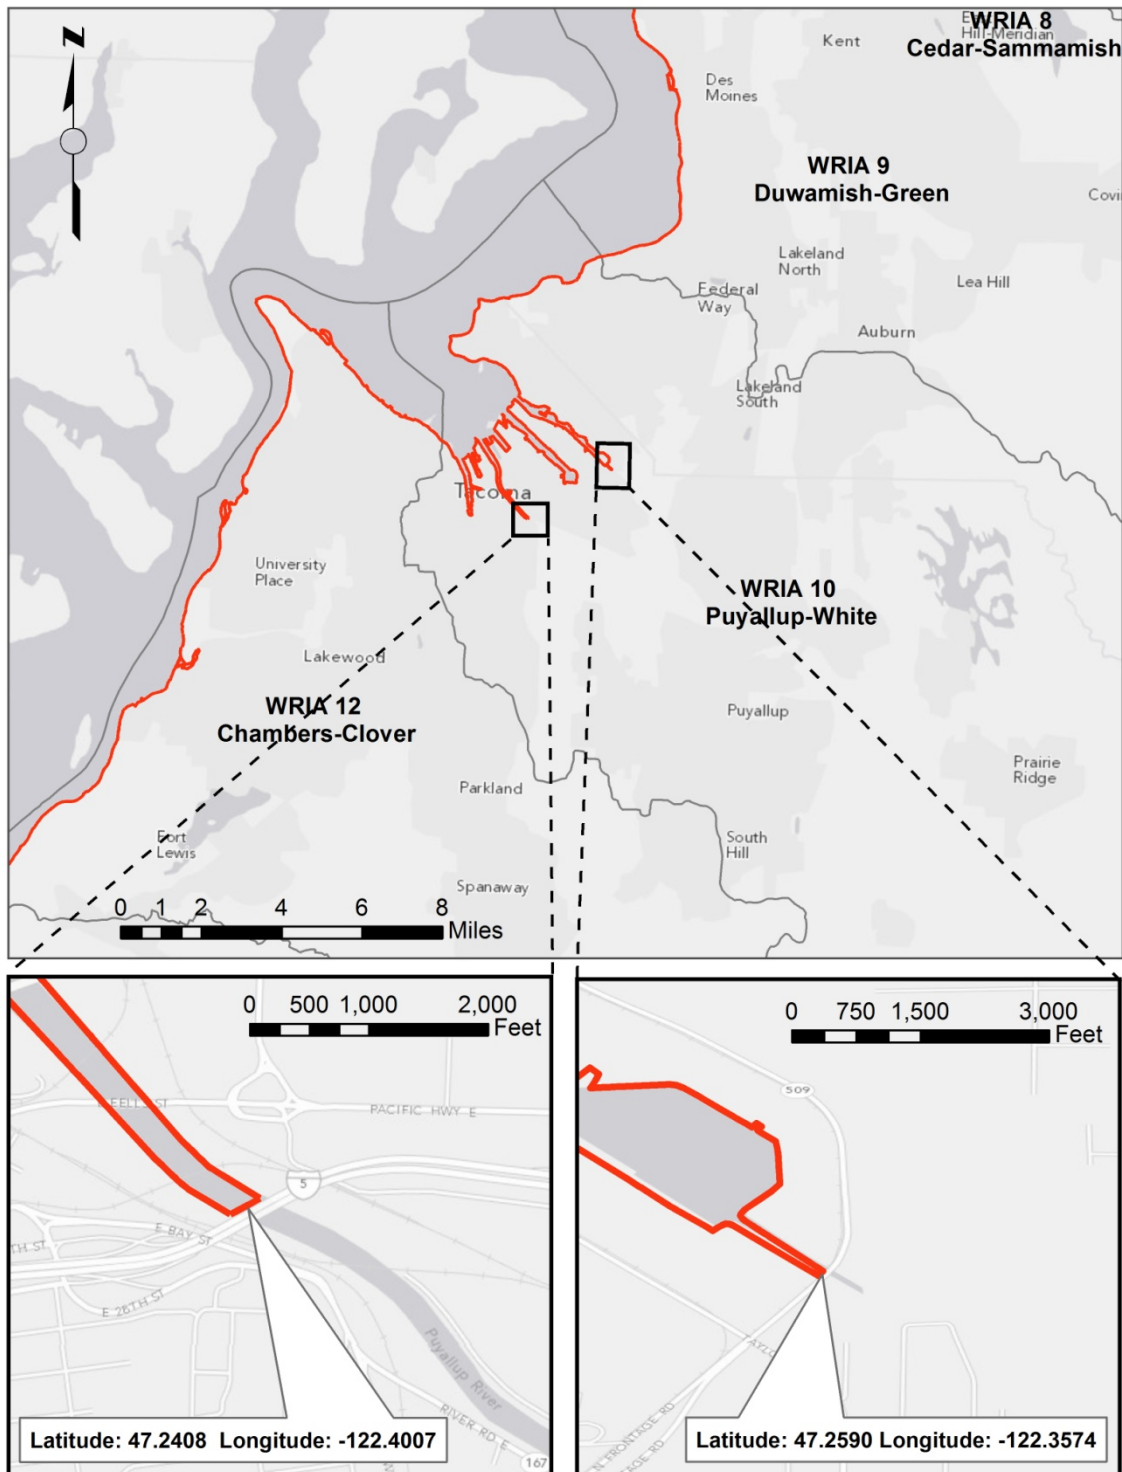 WRIA 8
Cedar-Sammamish
Hill-Meridian
Kent
Des
Moines
WRIA 9
Duwamish-Green
Lakeland
North
Lea Hill
Federal
Way
Auburn
Lakeland
South
Tacoma
University
Place
WRIA 10
Puyallup-White
Lakewood
WRIA 12
Chambers-Clover
Puyallup
Prairie
Ridge
Parkland
Fort
Lewis
South
Hill
Spanaway
0 1 2 4 6 8
Miles
0 500 1,000 2,000
Feet
PACIFIC HWY E
5
E BAY ST
E 26TH ST
Puyallup River
RIVER RD E
167
Latitude: 47.2408 Longitude: -122.4007
0 750 1,500 3,000
Feet
509
N FRONTAGE RD
Latitude: 47.2590 Longitude: -122.3574